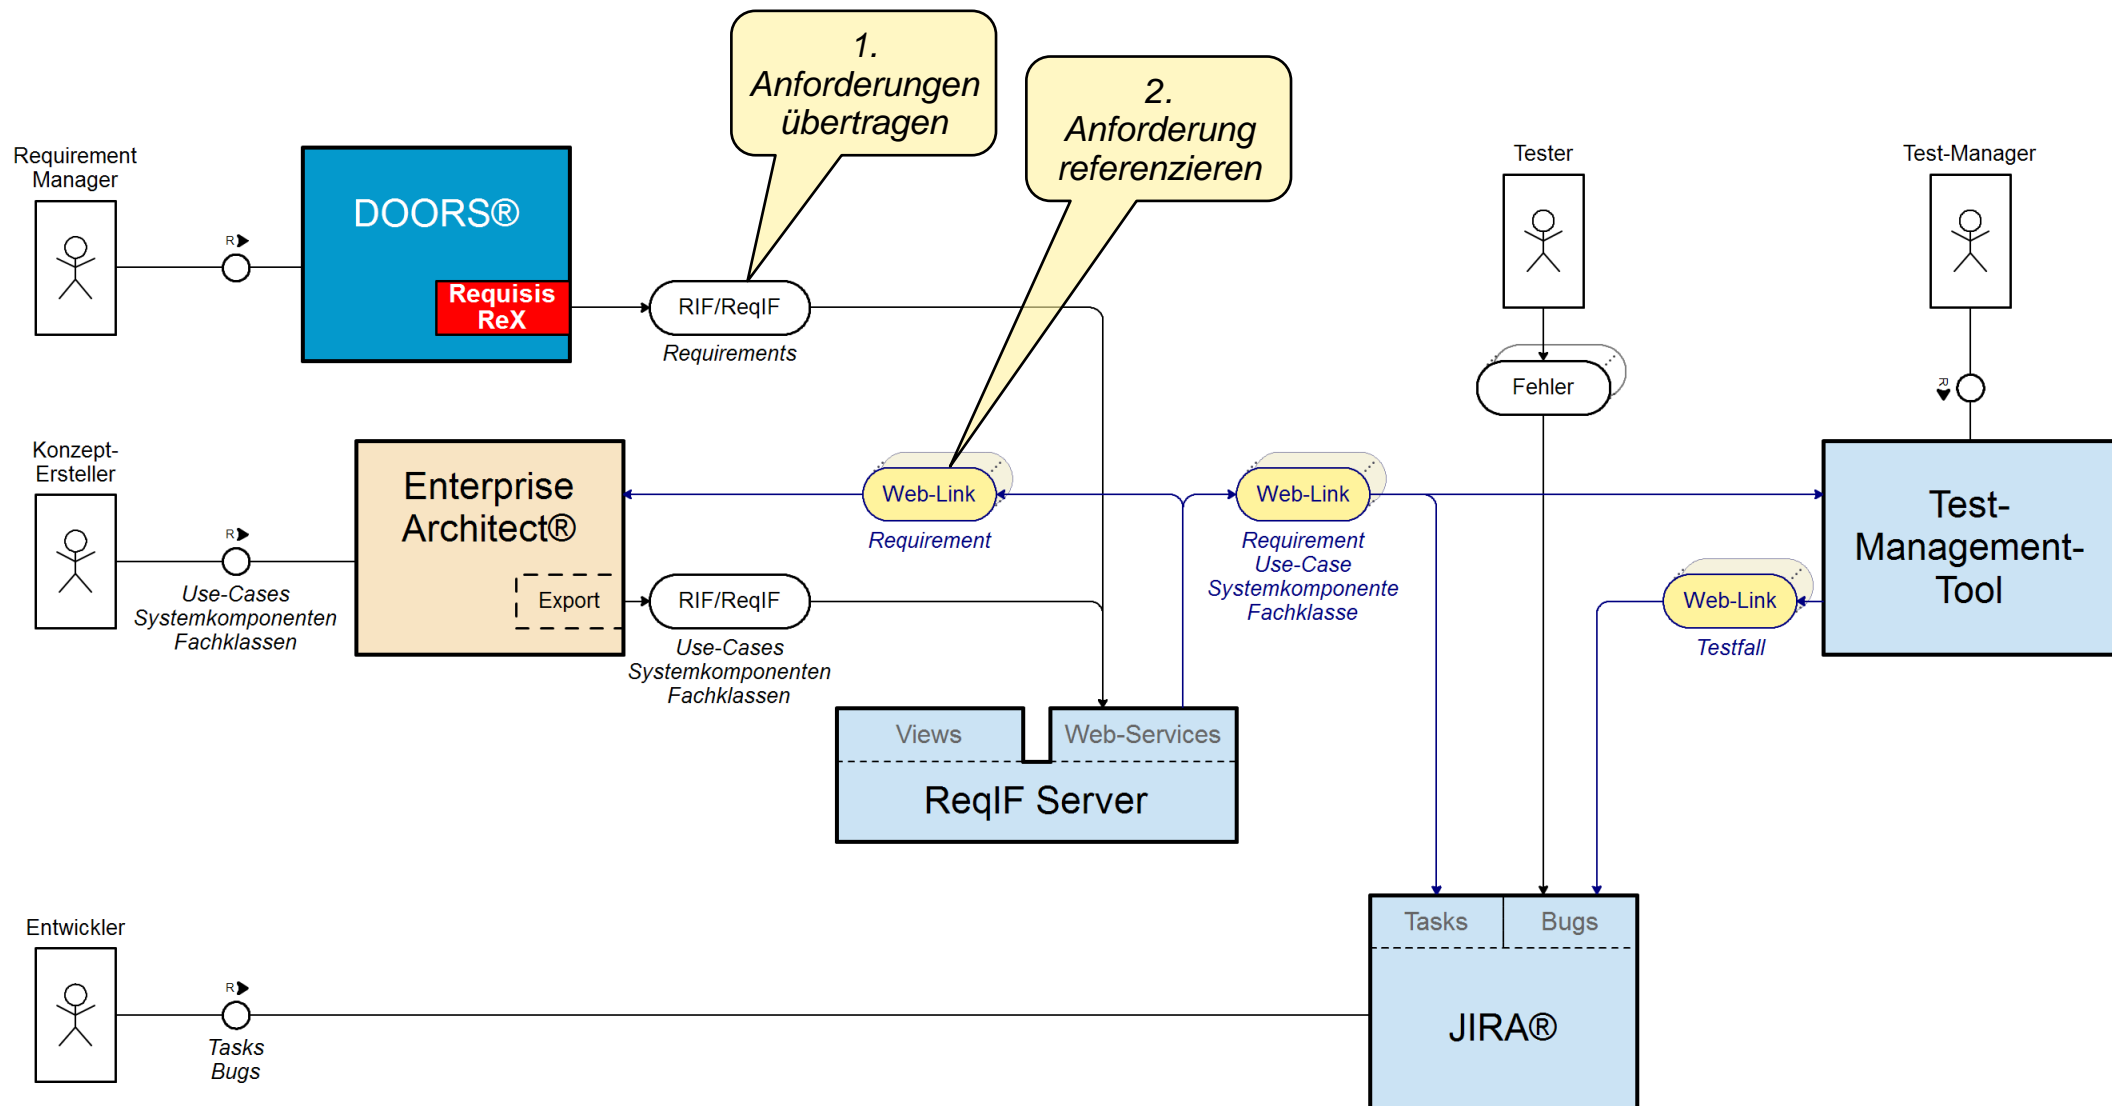 1.
Anforderungen
übertragen
2.
Anforderung
referenzieren
Requirement
Manager
R
DOORS®
Requisis
ReX
RIF/ReqIF
Requirements
Tester
Fehler
Test-Manager
R
Konzept-
Ersteller
R
Use-Cases
Systemkomponenten
Fachklassen
Enterprise
Architect®
Export
RIF/ReqIF
Use-Cases
Systemkomponenten
Fachklassen
Web-Link
Requirement
Web-Link
Requirement
Use-Case
Systemkomponente
Fachklasse
Test-
Management-
Tool
Web-Link
Testfall
Views
Web-Services
ReqIF Server
Entwickler
R
Tasks
Bugs
Tasks
Bugs
JIRA®